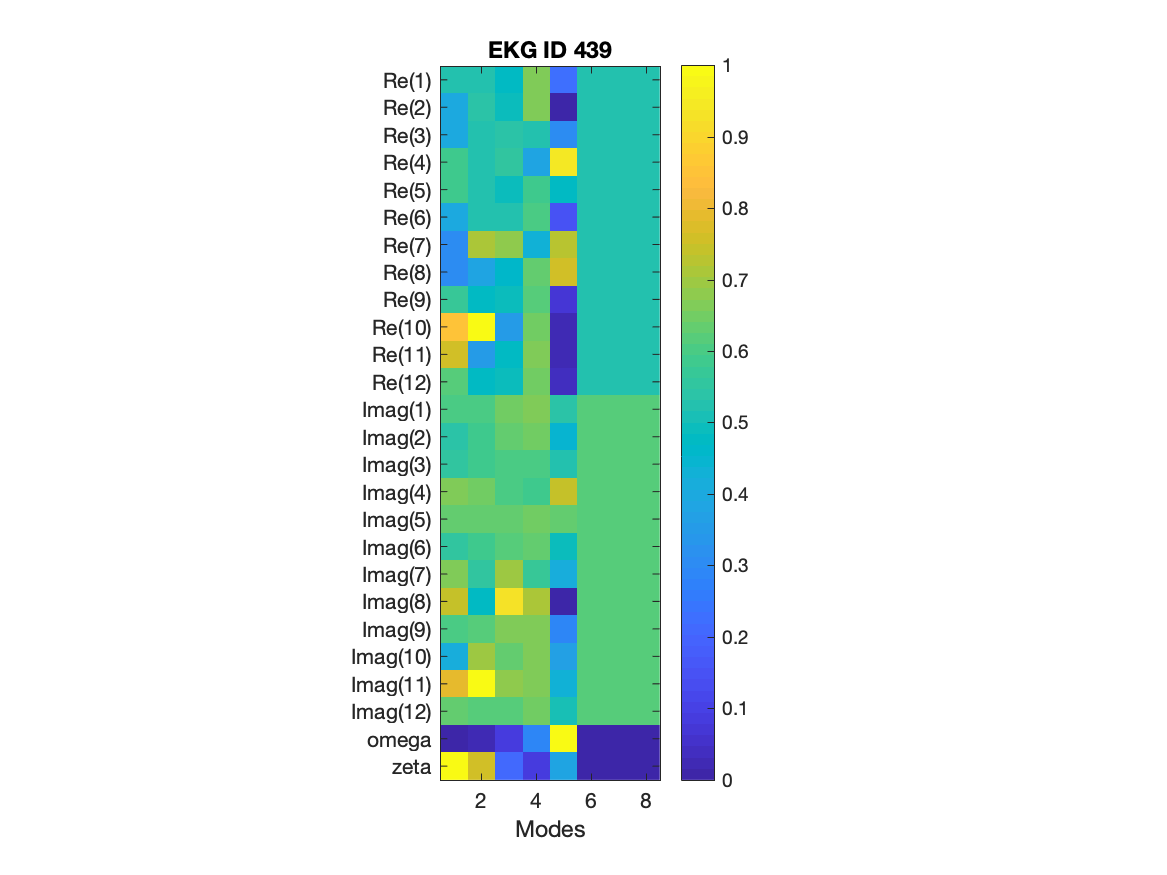 EKG ID 439
Re(1)
Re(2)
Re(3)
Re(4)
Re(5)
Re(6)
Re(7)
Re(8)
Re(9)
Re(10)
Re(11)
Re(12)
Imag(1)
Imag(2)
Imag(3)
Imag(4)
Imag(5)
Imag(6)
Imag(7)
Imag(8)
Imag(9)
Imag(10)
Imag(11)
Imag(12)
omega
zeta
2 4 6 8
Modes
1
0.9
0.8
0.7
0.6
0.5
0.4
0.3
0.2
0.1
0